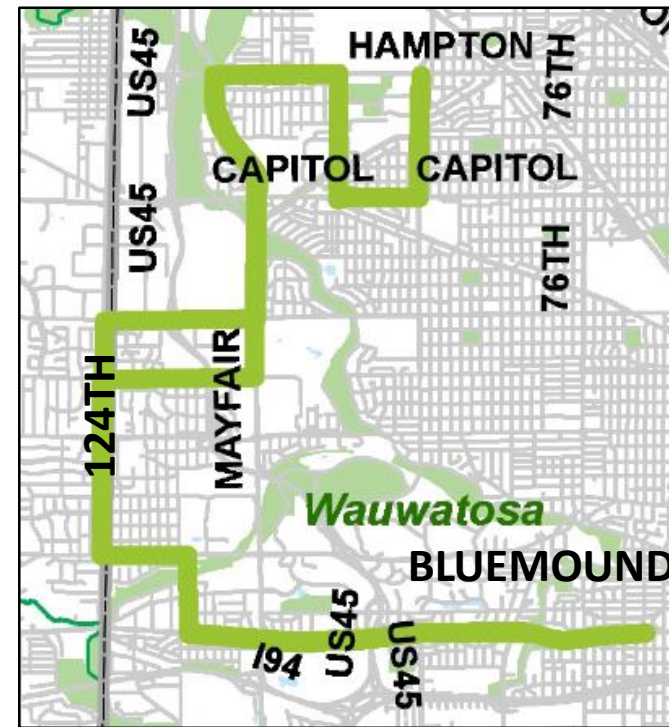 HAMPTON
US45
76TH
CAPITOL
CAPITOL
US45
76TH
MAYFAIR
124TH
Wauwatosa
BLUEMOUND
US45
I94
US45